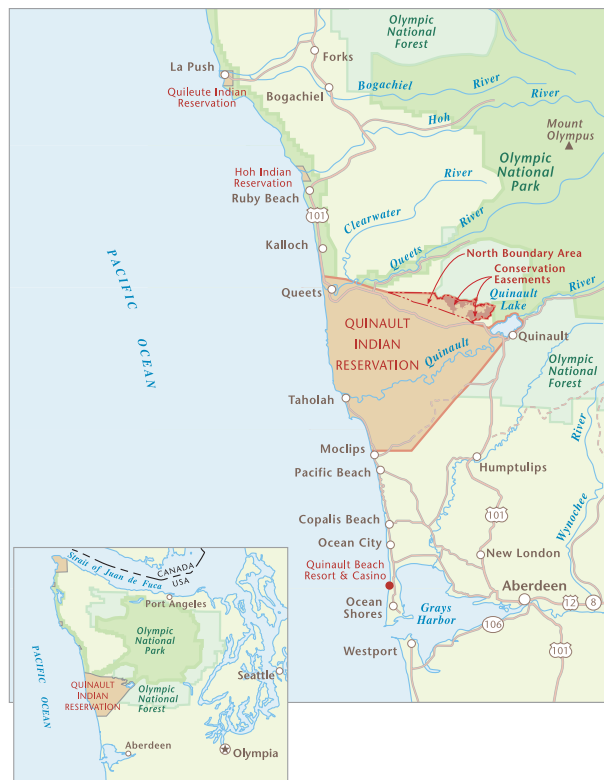 Olympic
National
Forest
Forks
La Push
Bogachiel
River
Quileute Indian
Reservation
Bogachiel
River
Hoh
Mount
Olympus
Olympic
National
Park
Hoh Indian
Reservation
River
Ruby Beach
101
Clearwater
River
Kalloch
Queets
North Boundary Area
Conservation
Easements
River
Queets
Quinault
Lake
QUINAULT
INDIAN
RESERVATION
Quinault
Quinault
Olympic
National
Forest
PACIFIC OCEAN
Taholah
River
Moclips
Pacific Beach
Humptulips
Wynochee
101
Copalis Beach
Ocean City
New London
Quinault Beach
Resort & Casino
Aberdeen
Ocean
Shores
Grays
Harbor
12
8
106
101
Westport
Strait of Juan de Fuca
CANADA
USA
Port Angeles
Olympic
National
Park
PACIFIC OCEAN
Seattle
QUINAULT
INDIAN
RESERVATION
Olympic
National
Forest
Aberdeen
Olympia